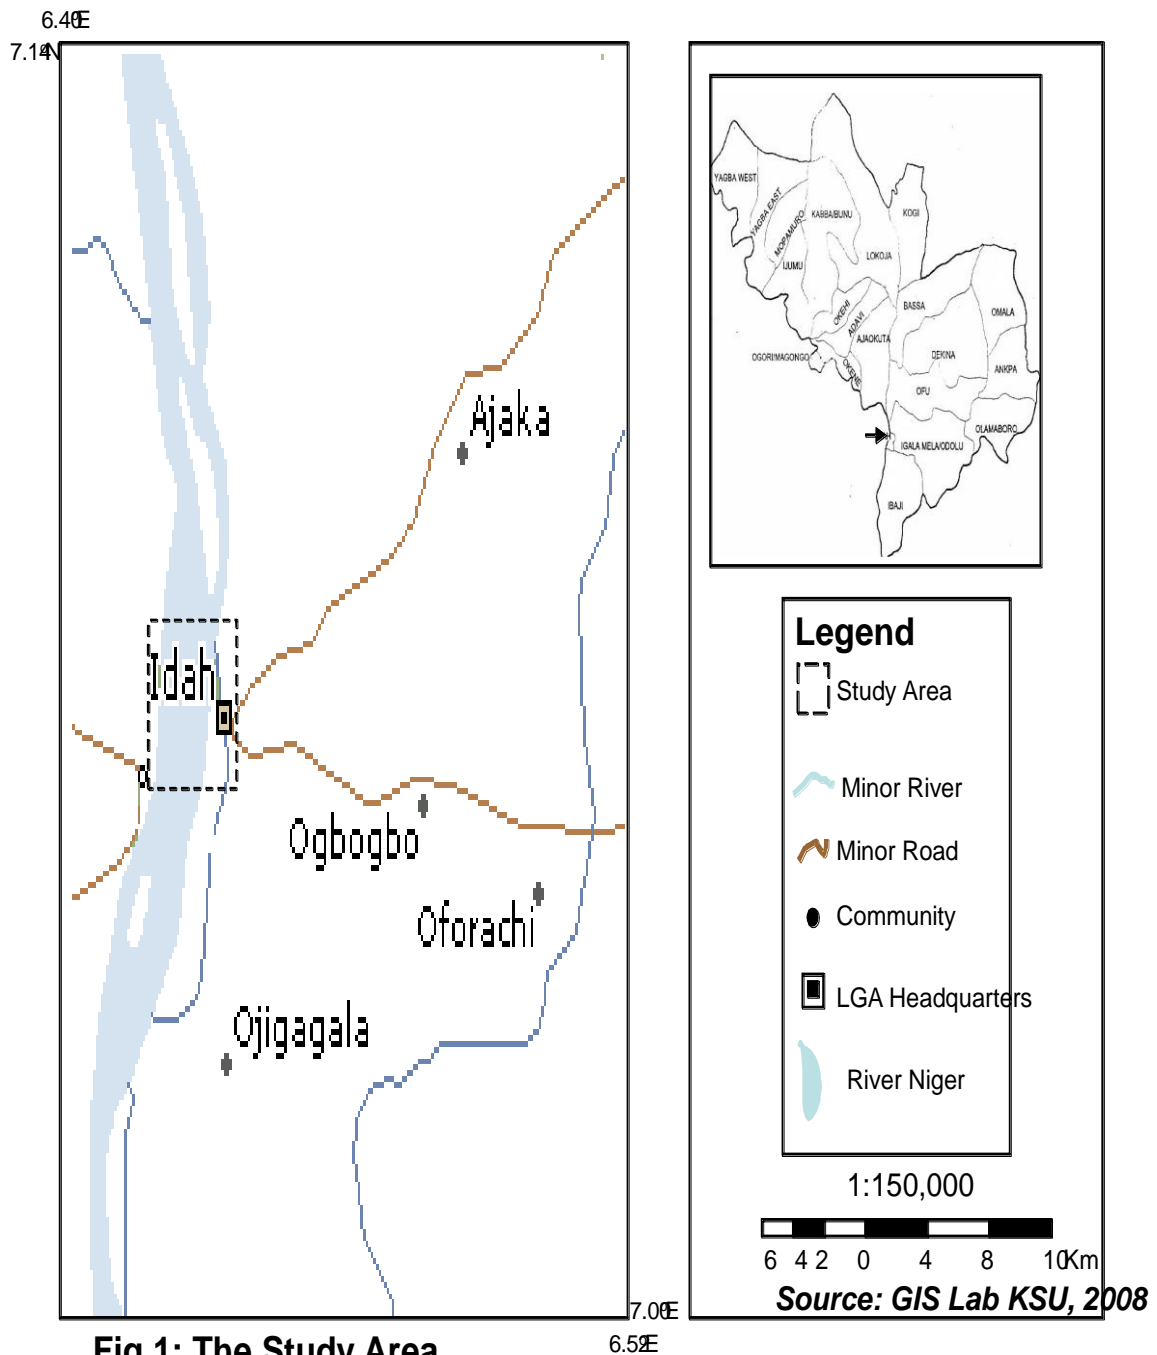 6.40E
7.14N
Ajaka
Idah
Ogbogbo
Oforachi
Ojigagala
7.00E
6.52E
Fig 1: The Study Area
YAGBA WEST
YAGBA EAST
MOPAMURO
KABBA/BUNU
KOGI
IJUMU
LOKOJA
OKEHI
ADAVI
BASSA
OMALA
AJAOKUTA
OGORI/MAGONGO
OKENE
DEKINA
ANKPA
OFU
OLAMABORO
IGALA MELA/ODOLU
IBAJI
Legend
Study Area
Minor River
Minor Road
Community
LGA Headquarters
River Niger
1:150,000
6 4 2 0 4 8 10Km
Source: GIS Lab KSU, 2008